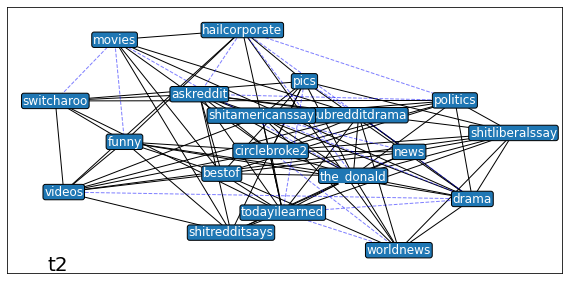 hailcorporate
movies
pics
askreddit
switcharoo
politics
shitamericanssay
ubredditdrama
shitliberalssay
funny
circlebroke2
news
bestof
the_donald
videos
drama
todayilearned
shitredditsays
worldnews
t2